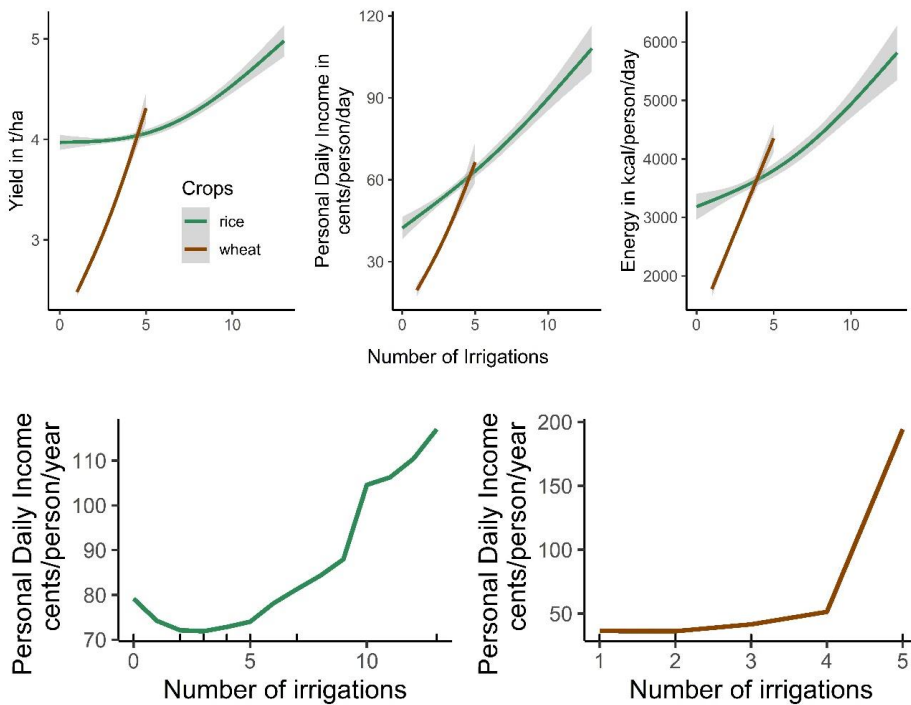 Yield in t/ha
5
4
3
0
5
10
Crops
rice
wheat
Personal Daily Income in
cents/person/day
120
90
60
30
0
5
10
Energy in kcal/person/day
6000
5000
4000
3000
2000
0
5
10
Number of Irrigations
Personal Daily Income
cents/person/year
110
100
90
80
70
0
5
10
Number of irrigations
Personal Daily Income
cents/person/year
200
150
100
50
1
2
3
4
5
Number of irrigations